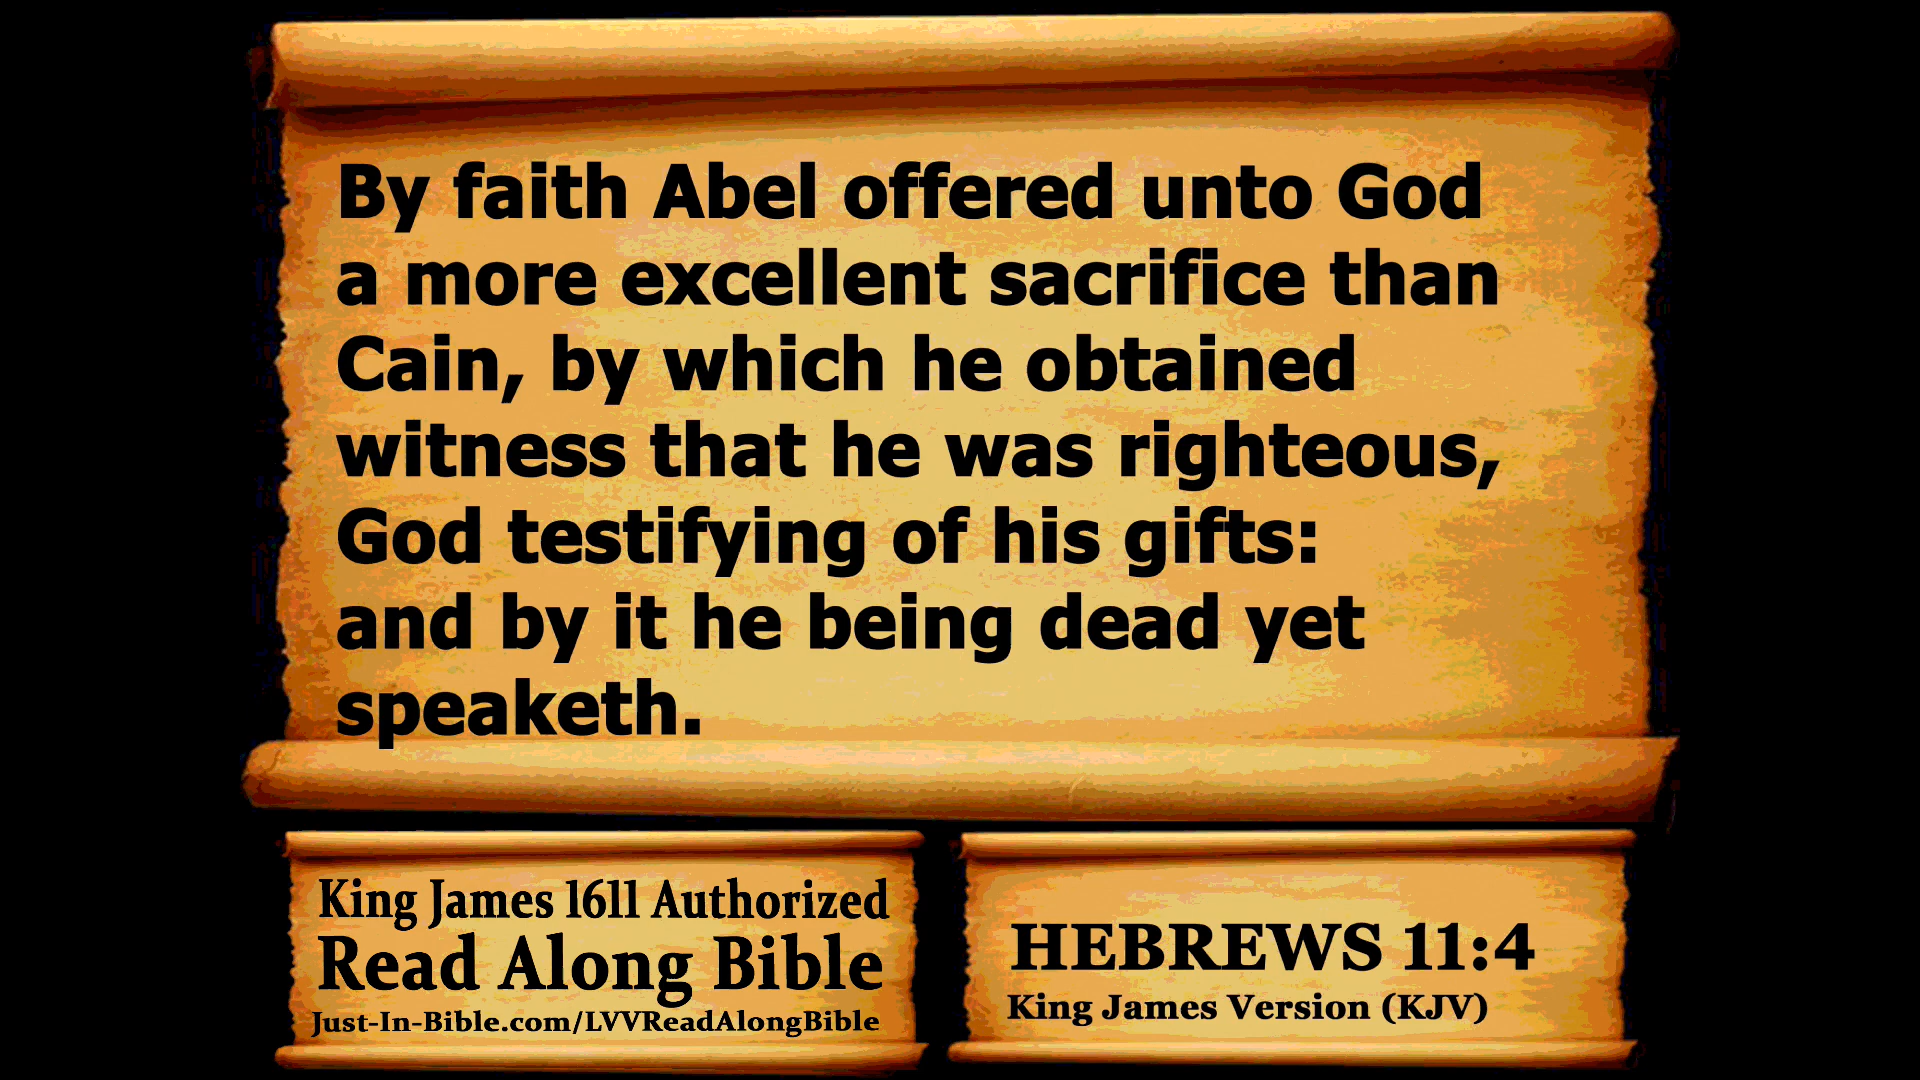 By faith Abel offered unto God
a more excellent sacrifice than
Cain, by which he obtained
witness that he was righteous,
God testifying of his gifts:
and by it he being dead yet
speaketh.
King James 1611 Authorized
Read Along Bible
Just-In-Bible.com/LVVReadAlongBible
HEBREWS 11:4
King James Version (KJV)